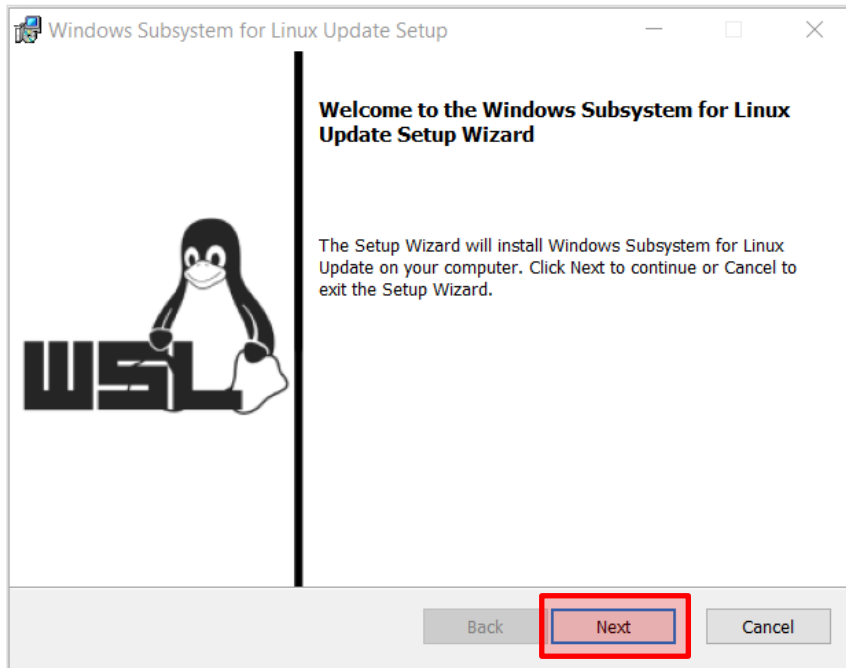 Windows Subsystem for Linux Update Setup
Welcome to the Windows Subsystem for Linux
Update Setup Wizard
The Setup Wizard will install Windows Subsystem for Linux
Update on your computer. Click Next to continue or Cancel to
exit the Setup Wizard.
WSL
Back Next Cancel